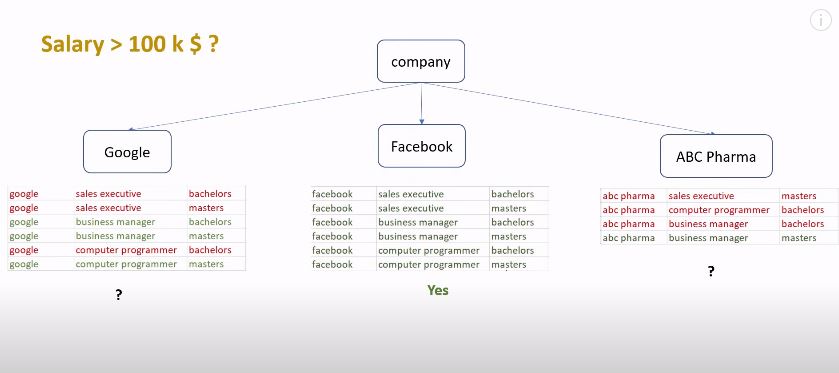 Salary > 100 k $ ?
i
company
Google
Facebook
ABC Pharma
google sales executive bachelors
google sales executive masters
google business manager bachelors
google business manager masters
google computer programmer bachelors
google computer programmer masters
?
facebook sales executive bachelors
facebook sales executive masters
facebook business manager bachelors
facebook business manager masters
facebook computer programmer bachelors
facebook computer programmer masters
Yes
abc pharma sales executive masters
abc pharma computer programmer bachelors
abc pharma business manager bachelors
abc pharma business manager masters
?